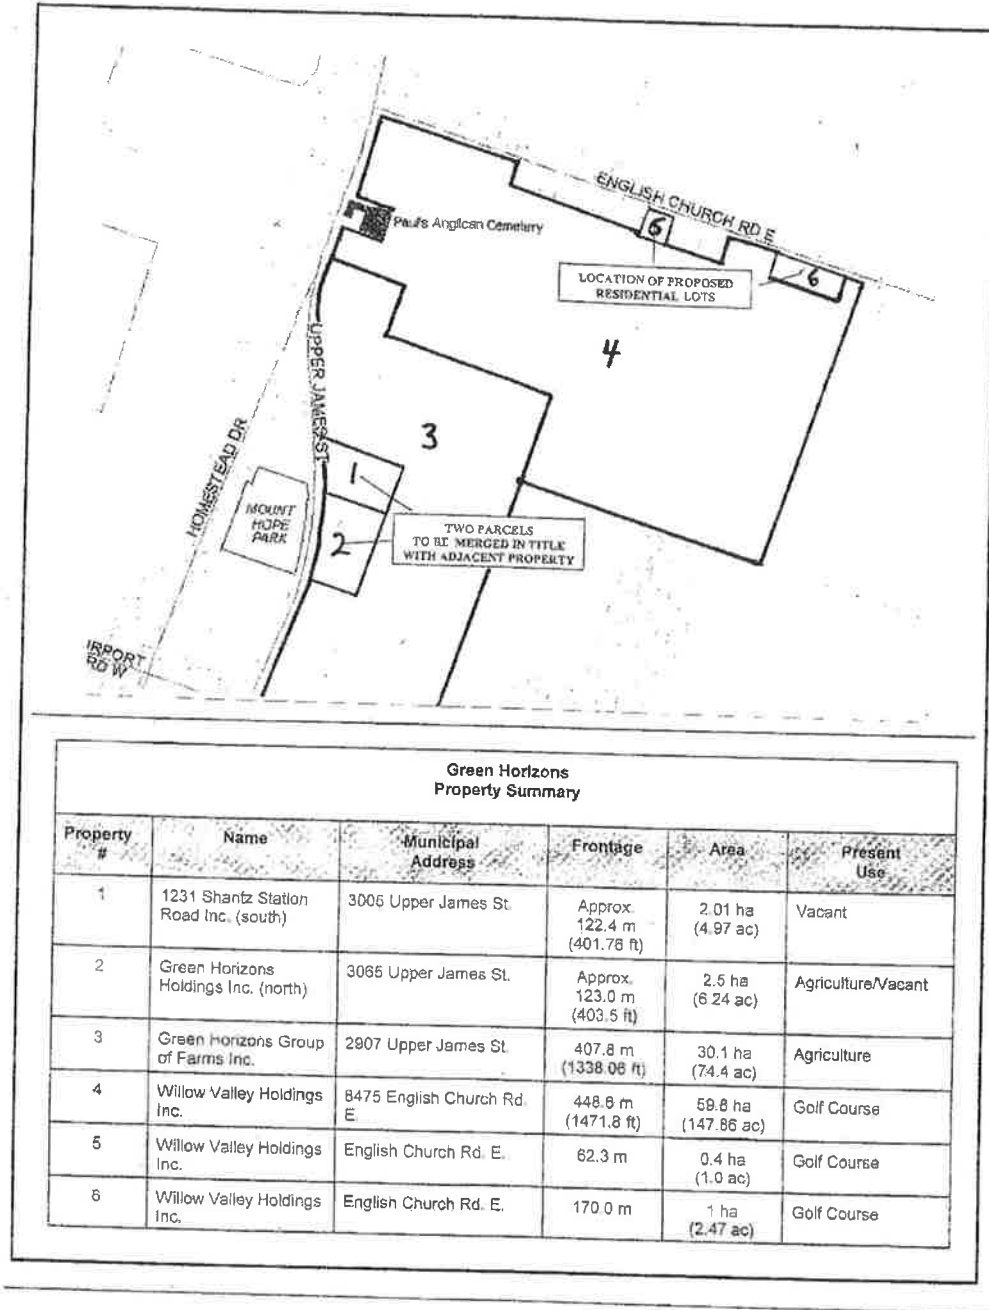 ENGLISH CHURCH RD E
6
Paul's Anglican Cemetery
LOCATION OF PROPOSED
RESIDENTIAL LOTS
6
4
UPPER JAMES ST
3
HOMESTEAD DR
1
MOUNT
HOPE
PARK
2
TWO PARCELS
TO BE MERGED IN TITLE
WITH ADJACENT PROPERTY
IRPORT
RD W
Green Horizons
Property Summary
Property # Name Municipal Address Frontage Area Present Use
1 1231 Shantz Station Road Inc. (south) 3005 Upper James St. Approx. 122.4 m (401.78 ft) 2.01 ha (4.97 ac) Vacant
2 Green Horizons Holdings Inc. (north) 3065 Upper James St. Approx. 123.0 m (403.5 ft) 2.5 ha (6.24 ac) Agriculture/Vacant
3 Green Horizons Group of Farms Inc. 2907 Upper James St. 407.8 m (1338.06 ft) 30.1 ha (74.4 ac) Agriculture
4 Willow Valley Holdings Inc. 8475 English Church Rd. E. 448.6 m (1471.8 ft) 59.8 ha (147.86 ac) Golf Course
5 Willow Valley Holdings Inc. English Church Rd. E. 62.3 m 0.4 ha (1.0 ac) Golf Course
6 Willow Valley Holdings Inc. English Church Rd. E. 170.0 m 1 ha (2.47 ac) Golf Course